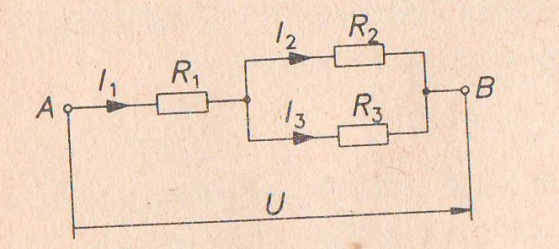 I₂ R₂
A I₁ R₁ B
I₃ R₃
U